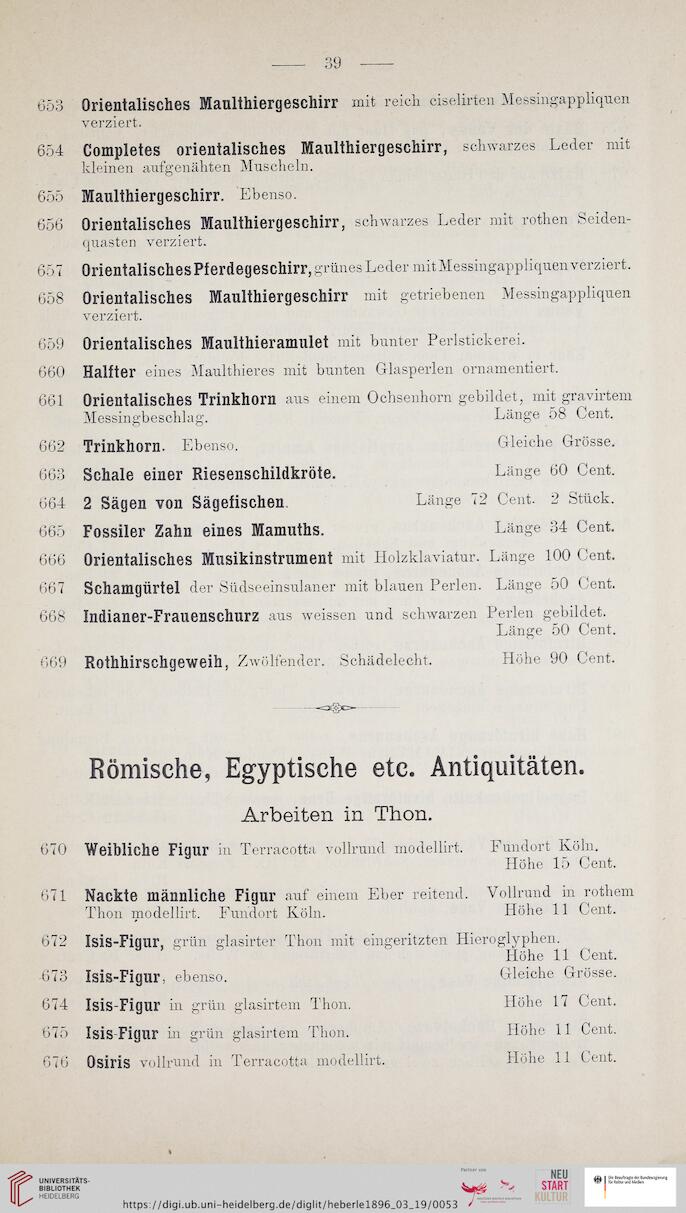 39
653 Orientalisches Maulthiergeschirr mit reich ciselirten Messingappliquen
verziert.
654 Completes orientalisches Maulthiergeschirr, schwarzes Leder mit
kleinen aufgenähten Muscheln.
655 Maulthiergeschirr. Ebenso.
656 Orientalisches Maulthiergeschirr, schwarzes Leder mit rothen Seiden-
quasten verziert.
657 Orientalisches Pferdegeschirr, grünes Leder mit Messingappliquen verziert.
658 Orientalisches Maulthiergeschirr mit getriebenen Messingappliquen
verziert.
659 Orientalisches Maulthieramulet mit bunter Perlstickerei.
660 Halfter eines Maulthieres mit bunten Glasperlen ornamentiert.
661 Orientalisches Trinkhorn aus einem Ochsenhorn gebildet, mit gravirtem
Messingbeschlag. Länge 58 Cent.
662 Trinkhorn. Ebenso. Gleiche Grösse.
663 Schale einer Riesenschildkröte. Länge 60 Cent.
664 2 Sägen von Sägefischen. Länge 72 Cent. 2 Stück.
665 Fossiler Zahn eines Mamuths. Länge 34 Cent.
666 Orientalisches Musikinstrument mit Holzklaviatur. Länge 100 Cent.
667 Schamgürtel der Südseeinsulaner mit blauen Perlen. Länge 50 Cent.
668 Indianer-Frauenschurz aus weissen und schwarzen Perlen gebildet.
Länge 50 Cent.
669 Rothhirschgeweih, Zwölfender. Schädelecht. Höhe 90 Cent.
Römische, Egyptische etc. Antiquitäten.
Arbeiten in Thon.
670 Weibliche Figur in Terracotta vollrund modellirt. Fundort Köln.
Höhe 15 Cent.
671 Nackte männliche Figur auf einem Eber reitend. Vollrund in rothem
Thon modellirt. Fundort Köln. Höhe 11 Cent.
672 Isis-Figur, grün glasirter Thon mit eingeritzten Hieroglyphen.
Höhe 11 Cent.
673 Isis-Figur, ebenso. Gleiche Grösse.
674 Isis-Figur in grün glasirtem Thon. Höhe 17 Cent.
675 Isis-Figur in grün glasirtem Thon. Höhe 11 Cent.
676 Osiris vollrund in Terracotta modellirt. Höhe 11 Cent.
UNIVERSITÄTS-
BIBLIOTHEK
HEIDELBERG
https://digi.ub.uni-heidelberg.de/diglit/heberle1896_03_19/0053
Partner von
NEU
START
KULTUR
Die Beauftragte der Bundesregierung
für Kultur und Medien